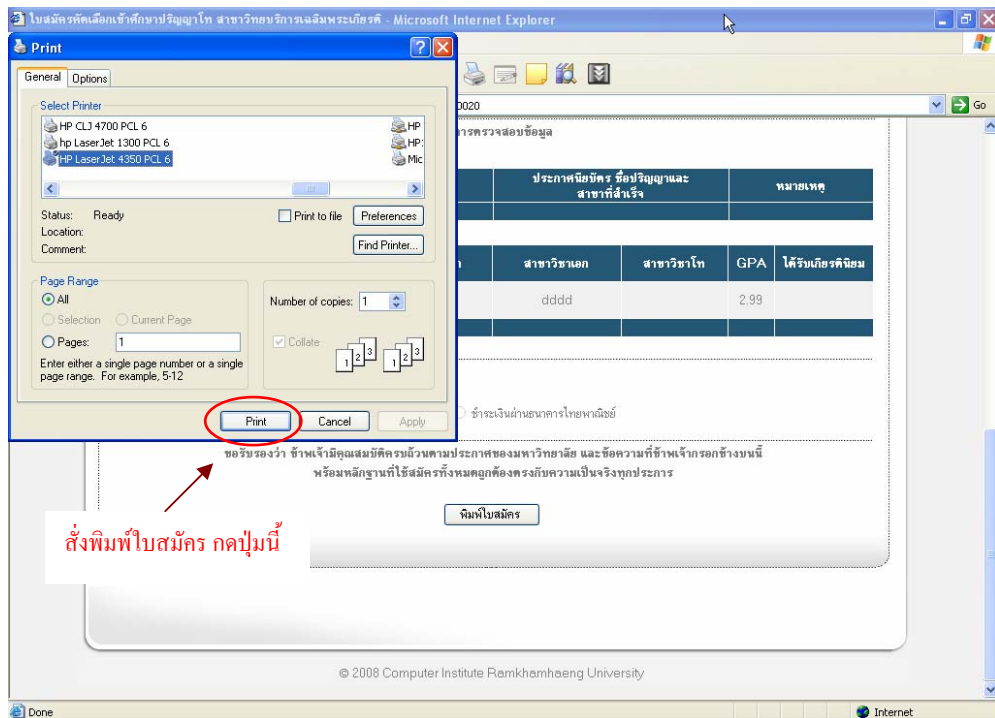 ใบสมัครคัดเลือกเข้าศึกษาปริญญาโท สาขาวิทยบริการเฉลิมพระเกียรติ - Microsoft Internet Explorer
Print
General
Options
Select Printer
HP CLJ 4700 PCL 6
HP
hp LaserJet 1300 PCL 6
HP:
HP LaserJet 4350 PCL 6
Mic
Status: Ready
Print to file
Preferences
Location:
Comment:
Find Printer...
Page Range
All
Selection
Current Page
Pages: 1
Enter either a single page number or a single
page range. For example, 5-12
Number of copies: 1
Collate
1 2 3
1 2 3
Print
Cancel
Apply
0020
Go
ารตรวจสอบข้อมูล
ประกาศนียบัตร ชื่อปริญญาและ
สาขาที่สำเร็จ
หมายเหตุ
สาขาวิชาเอก
สาขาวิชาโท
GPA
ได้รับเกียรตินิยม
dddd
2.99
ชำระเงินผ่านธนาคารไทยพาณิชย์
ขอรับรองว่า ข้าพเจ้ามีคุณสมบัติครบถ้วนตามประกาศของมหาวิทยาลัย และข้อความที่ข้าพเจ้ากรอกข้างบนนี้
พร้อมหลักฐานที่ใช้สมัครทั้งหมดถูกต้องตรงกับความเป็นจริงทุกประการ
พิมพ์ใบสมัคร
สั่งพิมพ์ใบสมัคร กดปุ่มนี้
© 2008 Computer Institute Ramkhamhaeng University
Done
Internet